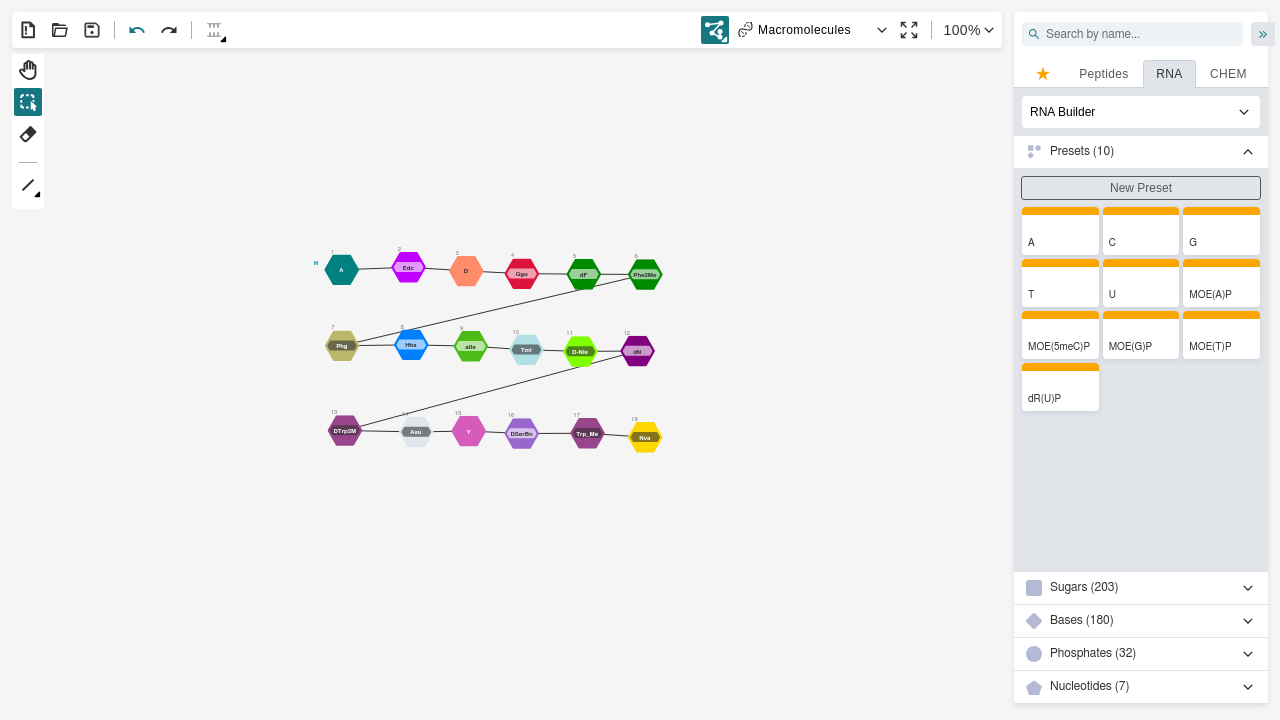 Macromolecules
100%
Search by name...
Peptides
RNA
CHEM
RNA Builder
Presets (10)
New Preset
A
C
G
T
U
MOE(A)P
MOE(5meC)P
MOE(G)P
MOE(T)P
dR(U)P
Sugars (203)
Bases (180)
Phosphates (32)
Nucleotides (7)
N
1 2 3 4 5 6
A Edc D Ggu dF Phe2Me
7 8 9 10 11 12
Phg Hhs aIle Tml D-Nle dN
13 14 15 16 17 18
DTrp2M Asu Y DSerBn Trp_Me Nva